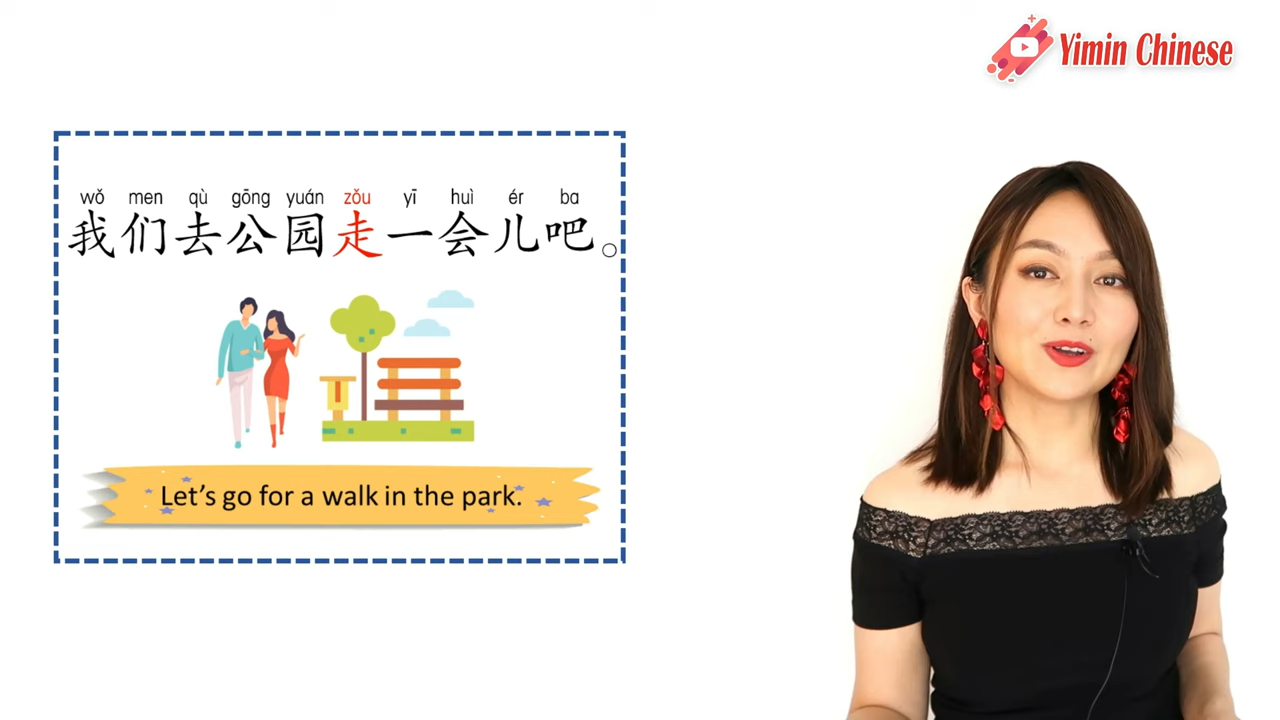 Yimin Chinese
wǒ men qù gōng yuán zǒu yī huì ér ba
我们去公园走一会儿吧。
Let's go for a walk in the park.